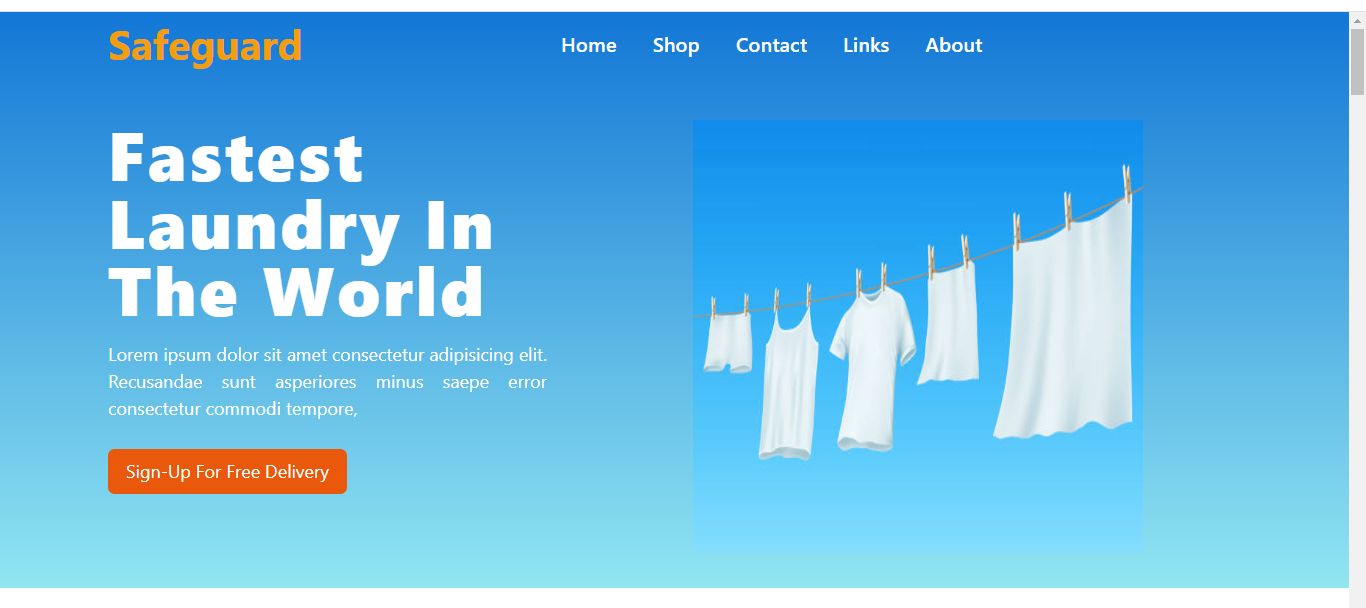 Safeguard
Home Shop Contact Links About
Fastest
Laundry In
The World
Lorem ipsum dolor sit amet consectetur adipisicing elit.
Recusandae sunt asperiores minus saepe error
consectetur commodi tempore,
Sign-Up For Free Delivery